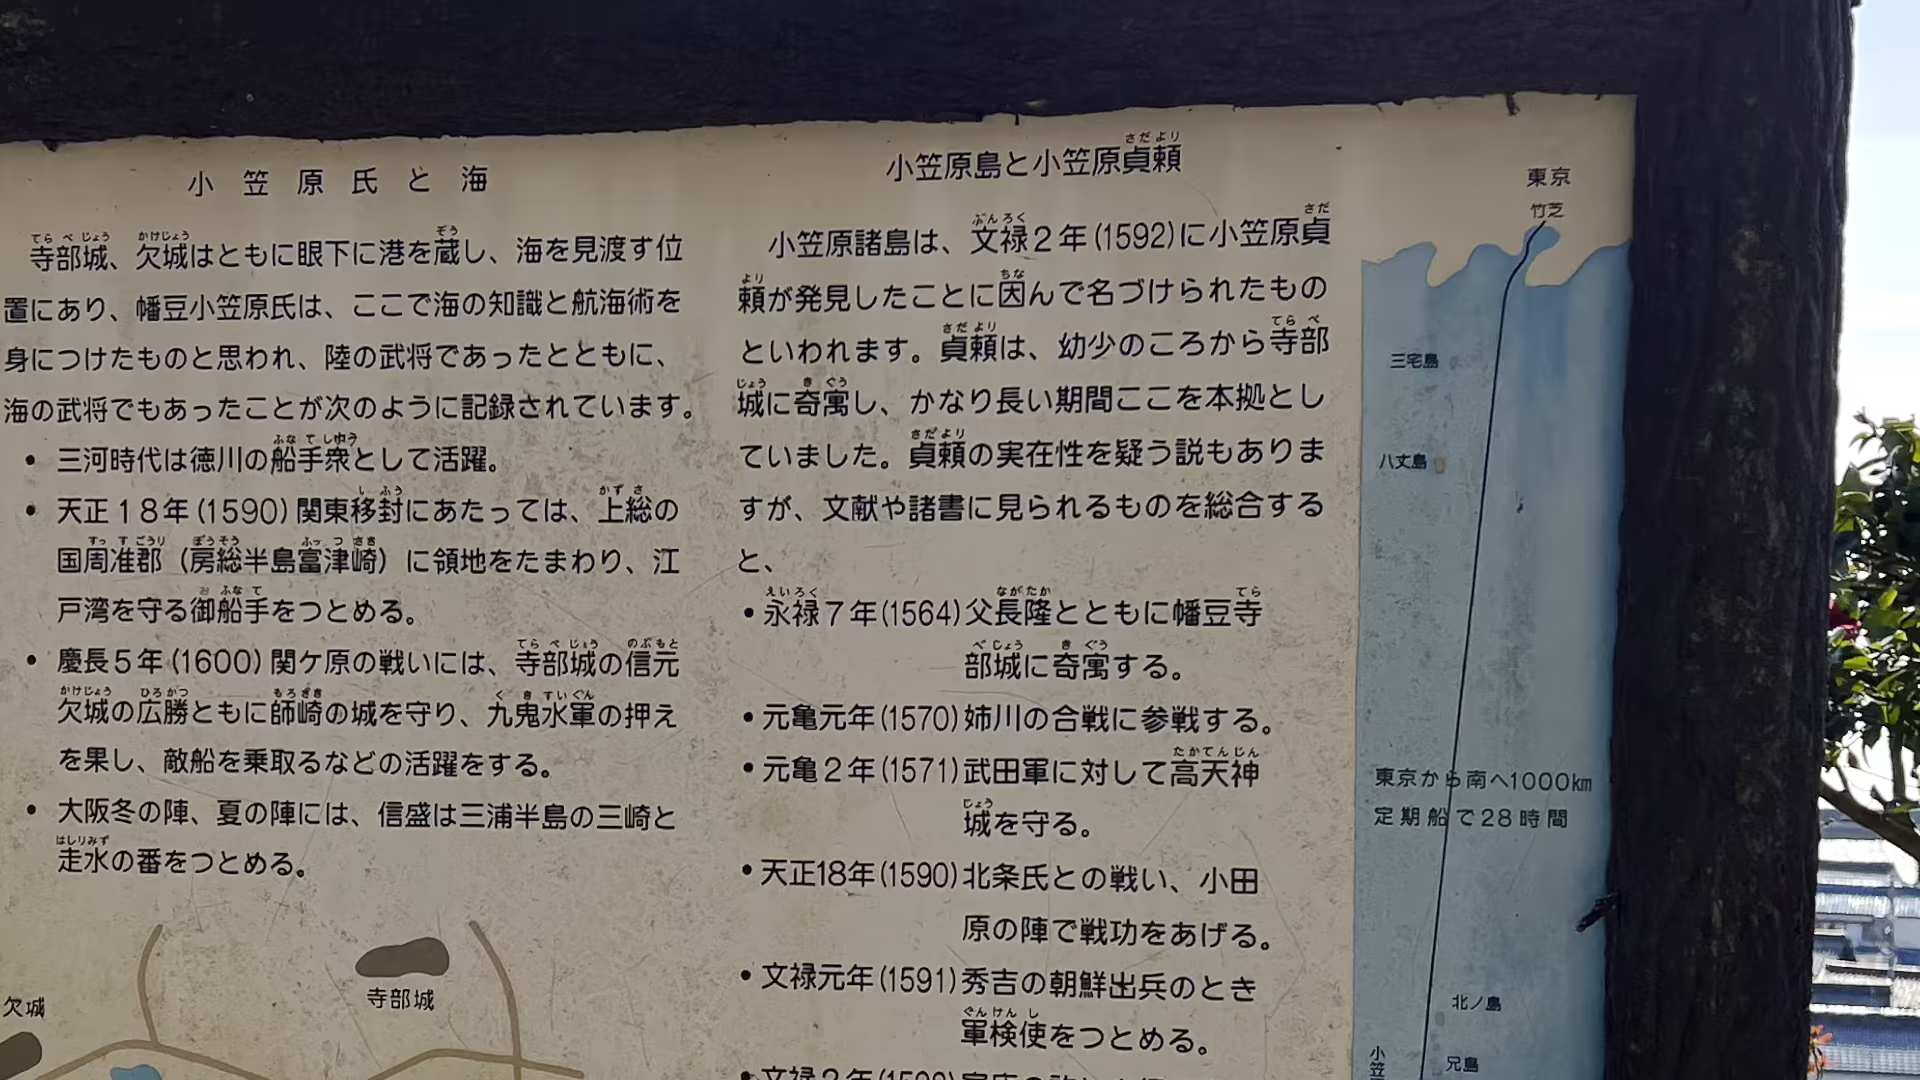 小笠原氏と海
寺部城、欠城はともに眼下に港を蔵し、海を見渡す位
置にあり、幡豆小笠原氏は、ここで海の知識と航海術を
身につけたものと思われ、陸の武将であったとともに、
海の武将でもあったことが次のように記録されています。
• 三河時代は徳川の船手衆として活躍。
• 天正18年(1590)関東移封にあたっては、上総の
国周准郡（房総半島富津崎）に領地をたまわり、江
戸湾を守る御船手をつとめる。
• 慶長5年(1600)関ケ原の戦いには、寺部城の信元
欠城の広勝ともに師崎の城を守り、九鬼水軍の押え
を果し、敵船を乗取るなどの活躍をする。
• 大阪冬の陣、夏の陣には、信盛は三浦半島の三崎と
走水の番をつとめる。
寺部城
欠城
小笠原島と小笠原貞頼
小笠原諸島は、文禄2年(1592)に小笠原貞
頼が発見したことに因んで名づけられたもの
といわれます。貞頼は、幼少のころから寺部
城に奇寓し、かなり長い期間ここを本拠とし
ていました。貞頼の実在性を疑う説もありま
すが、文献や諸書に見られるものを総合する
と、
• 永禄7年(1564)父長隆とともに幡豆寺
部城に奇寓する。
• 元亀元年(1570)姉川の合戦に参戦する。
• 元亀2年(1571)武田軍に対して高天神
城を守る。
• 天正18年(1590)北条氏との戦い、小田
原の陣で戦功をあげる。
• 文禄元年(1591)秀吉の朝鮮出兵のとき
軍検使をつとめる。
東京
竹芝
三宅島
八丈島
東京から南へ1000km
定期船で28時間
北ノ島
兄島
小笠